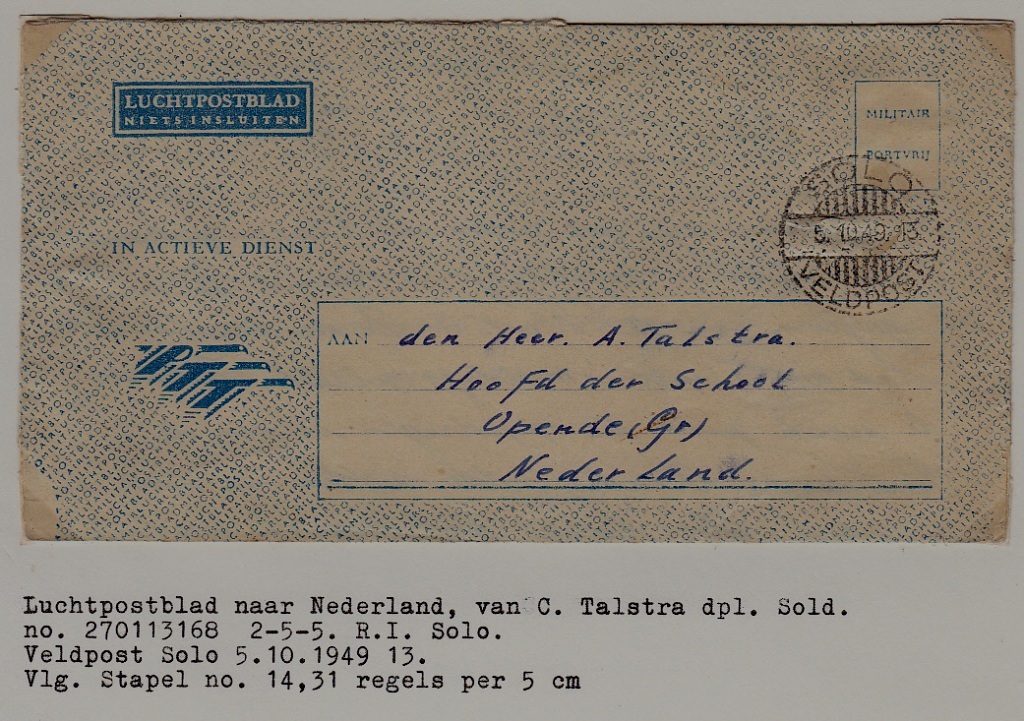 LUCHTPOSTBLAD
NIETS INSLUITEN
MILITAIR
PORTVRIJ
SOLO
5.10.49.13
VELDPOST
IN ACTIEVE DIENST
PTT
AAN den Heer. A. Talstra.
Hoofd der School
Opende (Gr)
Nederland.
Luchtpostblad naar Nederland, van C. Talstra dpl. Sold.
no. 270113168 2-5-5. R.I. Solo.
Veldpost Solo 5.10.1949 13.
Vlg. Stapel no. 14,31 regels per 5 cm